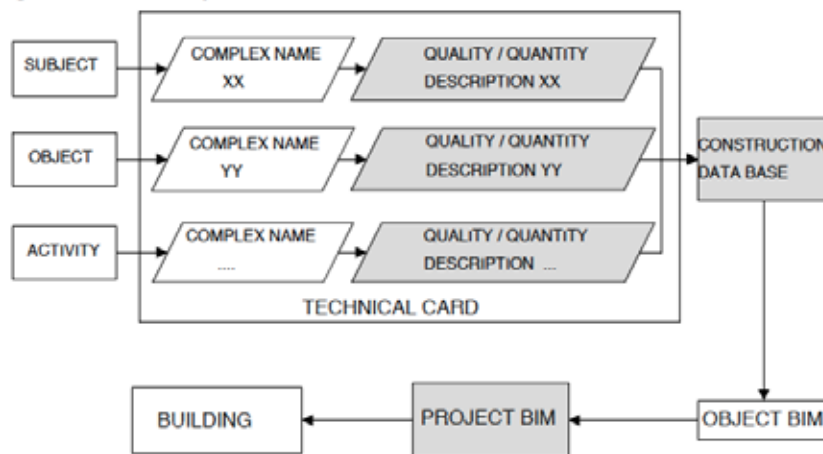 SUBJECT
COMPLEX NAME
XX
QUALITY / QUANTITY
DESCRIPTION XX
OBJECT
COMPLEX NAME
YY
QUALITY / QUANTITY
DESCRIPTION YY
CONSTRUCTION
DATA BASE
ACTIVITY
COMPLEX NAME
....
QUALITY / QUANTITY
DESCRIPTION ...
TECHNICAL CARD
BUILDING
PROJECT BIM
OBJECT BIM